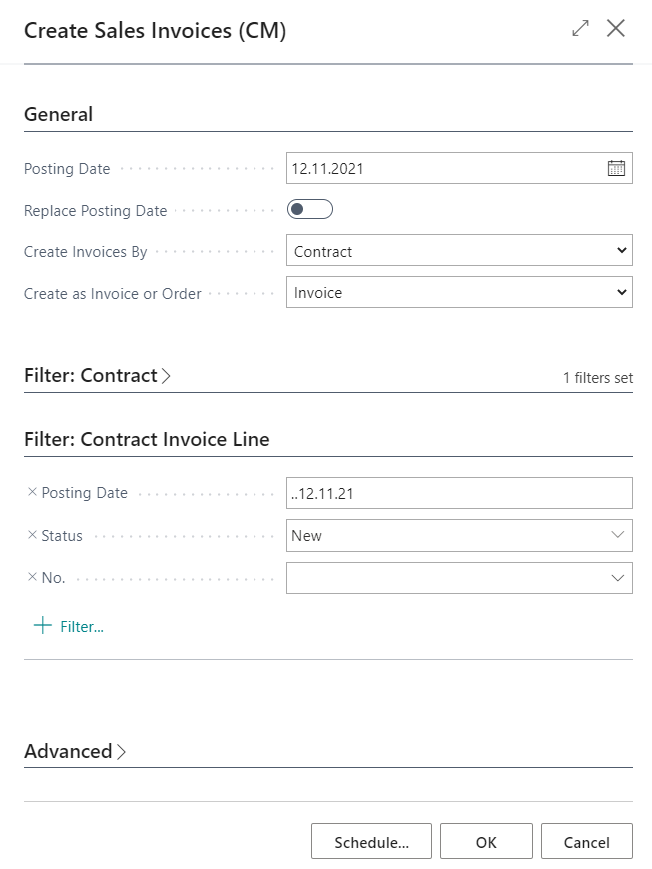 Create Sales Invoices (CM)
General
Posting Date 12.11.2021
Replace Posting Date
Create Invoices By Contract
Create as Invoice or Order Invoice
Filter: Contract 1 filters set
Filter: Contract Invoice Line
Posting Date ..12.11.21
Status New
No.
Filter...
Advanced
Schedule... OK Cancel